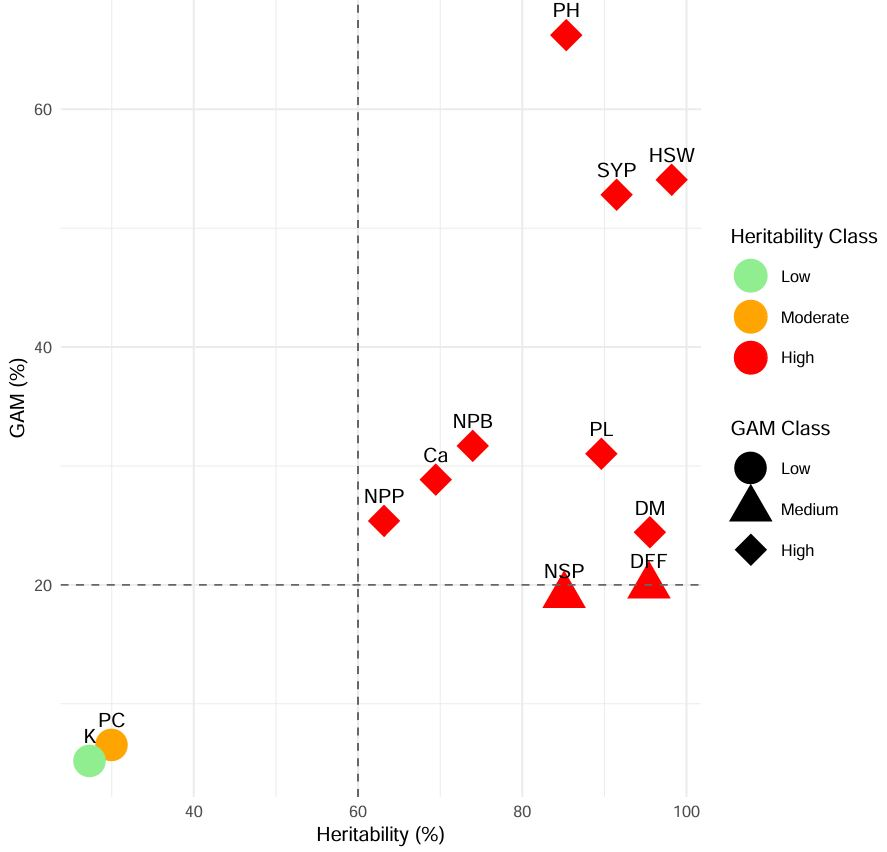 PH
60
HSW
SYP
Heritability Class
Low
Moderate
High
40
GAM (%)
NPB
PL
GAM Class
Ca
Low
NPP
DM
Medium
High
DFF
NSP
20
PC
K
40
60
80
100
Heritability (%)